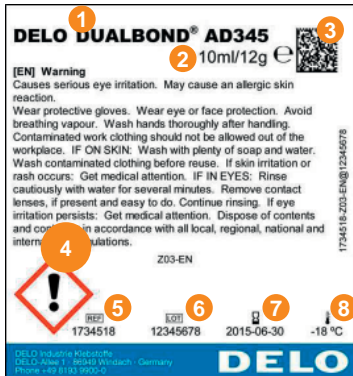 1
DELO DUALBOND® AD345
3
2 10ml/12g ℮
[EN] Warning
Causes serious eye irritation. May cause an allergic skin
reaction.
Wear protective gloves. Wear eye or face protection. Avoid
breathing vapour. Wash hands thoroughly after handling.
Contaminated work clothing should not be allowed out of the
workplace. IF ON SKIN: Wash with plenty of soap and water.
Wash contaminated clothing before reuse. If skin irritation or
rash occurs: Get medical attention. IF IN EYES: Rinse
cautiously with water for several minutes. Remove contact
lenses, if present and easy to do. Continue rinsing. If eye
irritation persists: Get medical attention. Dispose of contents
and in accordance with all local, regional, national and
1734518-Z03-EN@12345678
Z03-EN
4
5 6 7 8
REF LOT
1734518 12345678 2015-06-30 -18 °C
DELO Industrie Klebstoffe
DELO-Allee 1 · 86949 Windach · Germany
Phone +49 8193 9900-0
DELO